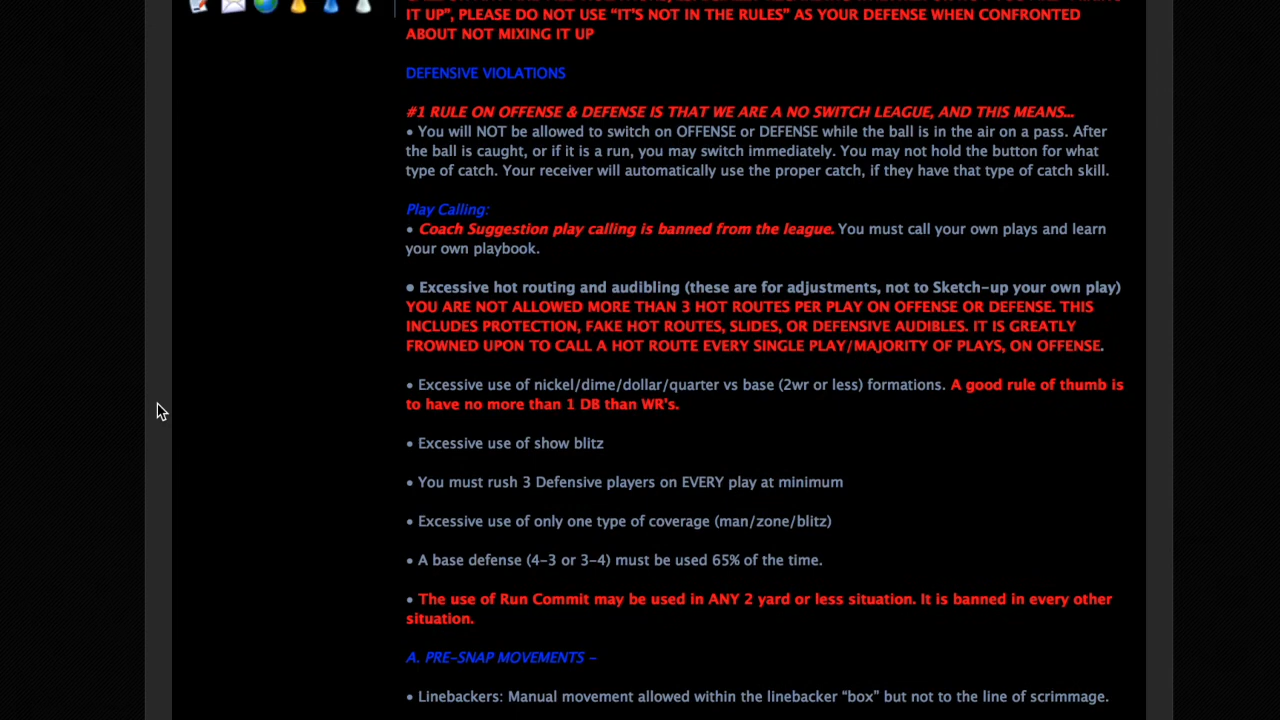 IT UP”, PLEASE DO NOT USE “IT’S NOT IN THE RULES” AS YOUR DEFENSE WHEN CONFRONTED
ABOUT NOT MIXING IT UP
DEFENSIVE VIOLATIONS
#1 RULE ON OFFENSE & DEFENSE IS THAT WE ARE A NO SWITCH LEAGUE, AND THIS MEANS...
• You will NOT be allowed to switch on OFFENSE or DEFENSE while the ball is in the air on a pass. After
the ball is caught, or if it is a run, you may switch immediately. You may not hold the button for what
type of catch. Your receiver will automatically use the proper catch, if they have that type of catch skill.
Play Calling:
• Coach Suggestion play calling is banned from the league. You must call your own plays and learn
your own playbook.
• Excessive hot routing and audibling (these are for adjustments, not to Sketch-up your own play)
YOU ARE NOT ALLOWED MORE THAN 3 HOT ROUTES PER PLAY ON OFFENSE OR DEFENSE. THIS
INCLUDES PROTECTION, FAKE HOT ROUTES, SLIDES, OR DEFENSIVE AUDIBLES. IT IS GREATLY
FROWNED UPON TO CALL A HOT ROUTE EVERY SINGLE PLAY/MAJORITY OF PLAYS, ON OFFENSE.
• Excessive use of nickel/dime/dollar/quarter vs base (2wr or less) formations. A good rule of thumb is
to have no more than 1 DB than WR's.
• Excessive use of show blitz
• You must rush 3 Defensive players on EVERY play at minimum
• Excessive use of only one type of coverage (man/zone/blitz)
• A base defense (4-3 or 3-4) must be used 65% of the time.
• The use of Run Commit may be used in ANY 2 yard or less situation. It is banned in every other
situation.
A. PRE-SNAP MOVEMENTS -
• Linebackers: Manual movement allowed within the linebacker “box” but not to the line of scrimmage.